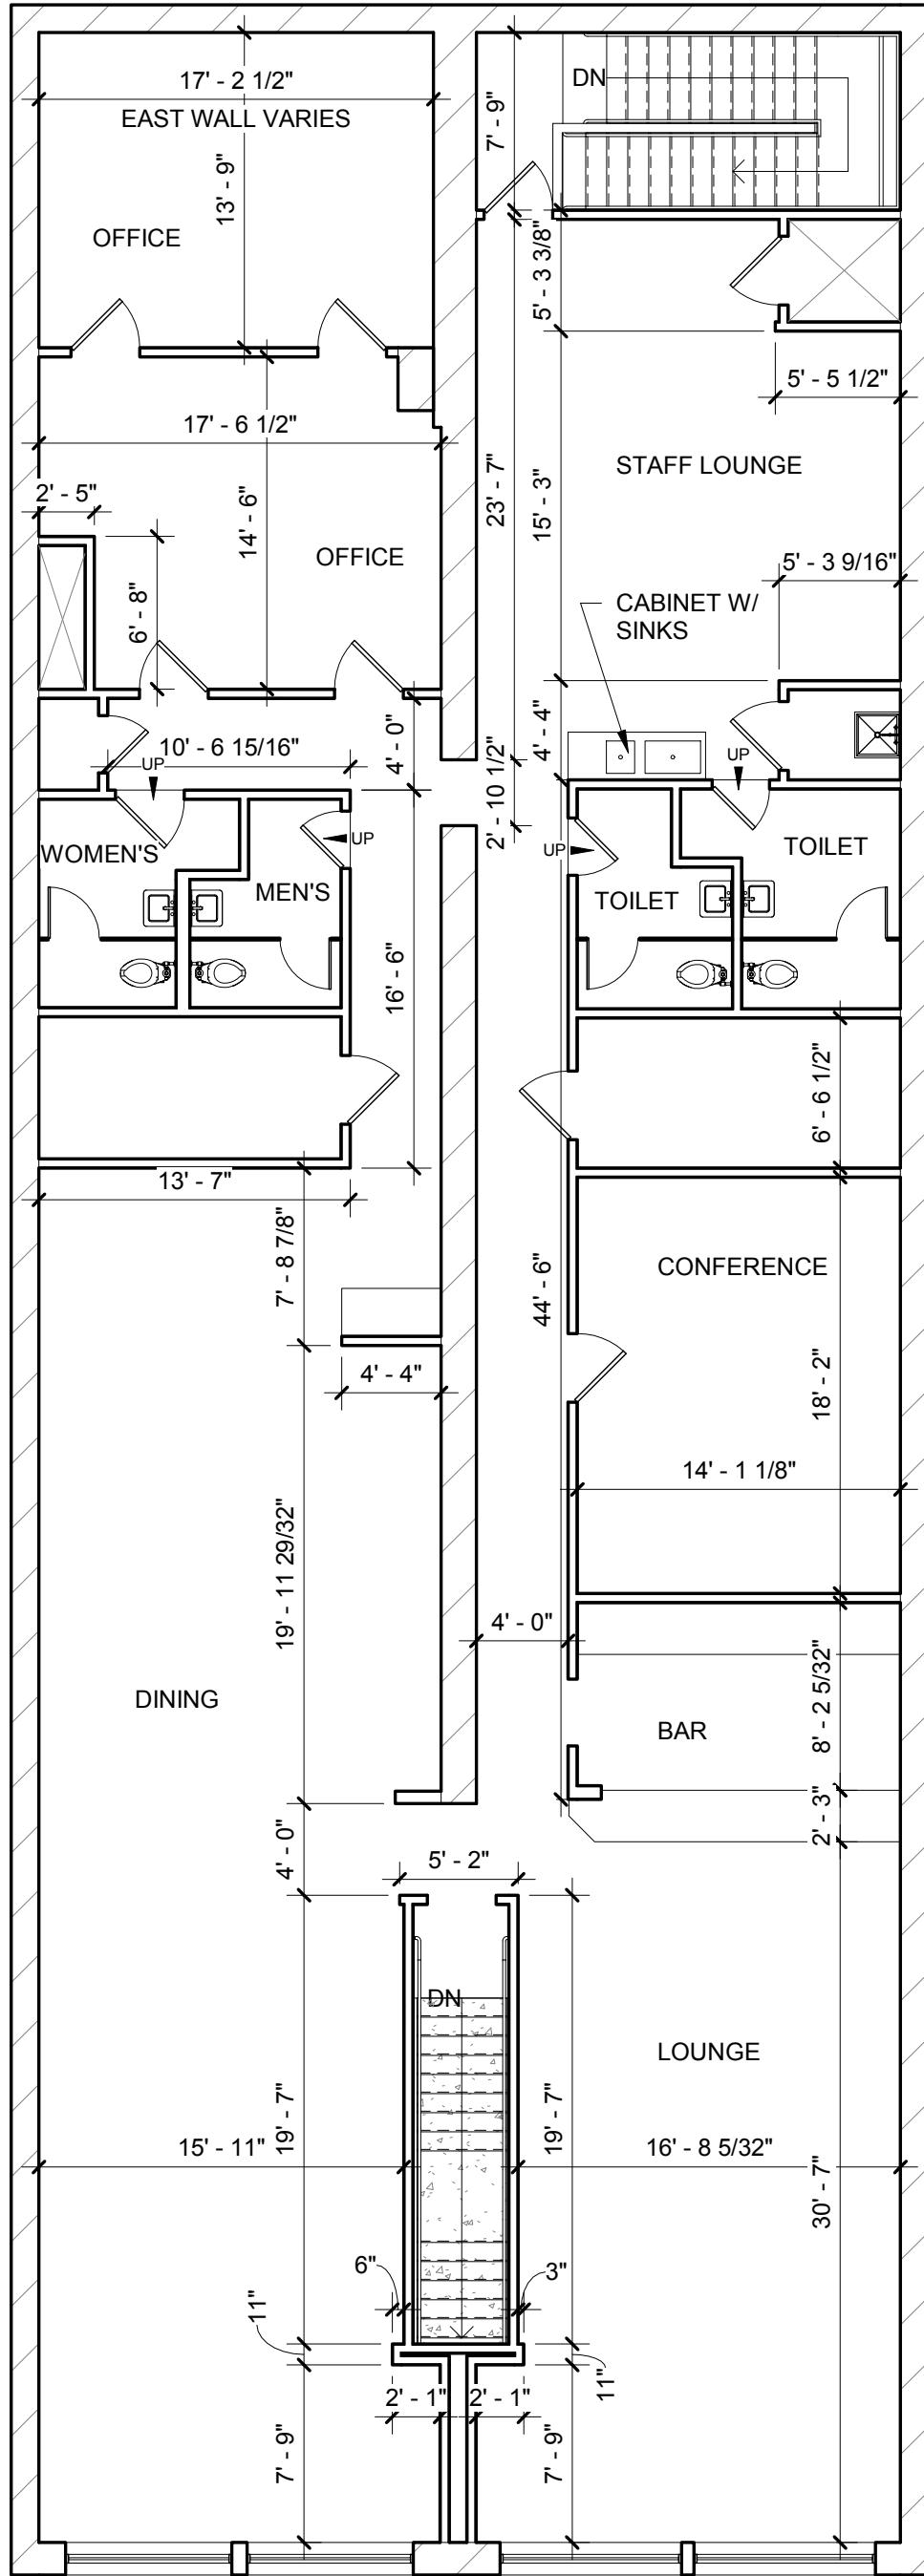 17' - 2 1/2"
EAST WALL VARIES
13' - 9"
OFFICE
7' - 9"
DN
5' - 3 3/8"
5' - 5 1/2"
17' - 6 1/2"
STAFF LOUNGE
2' - 5"
14' - 6"
23' - 7"
15' - 3"
OFFICE
5' - 3 9/16"
6' - 8"
CABINET W/
SINKS
4' - 0"
4' - 4"
10' - 6 15/16"
UP
UP
2' - 10 1/2"
WOMEN'S
UP
UP
TOILET
MEN'S
TOILET
16' - 6"
6' - 6 1/2"
13' - 7"
7' - 8 7/8"
44' - 6"
CONFERENCE
4' - 4"
18' - 2"
14' - 1 1/8"
19' - 11 29/32"
4' - 0"
DINING
BAR
8' - 2 5/32"
2' - 3"
4' - 0"
5' - 2"
DN
LOUNGE
19' - 7"
19' - 7"
15' - 11"
16' - 8 5/32"
30' - 7"
6"
3"
11"
11"
2' - 1"
2' - 1"
7' - 9"
7' - 9"